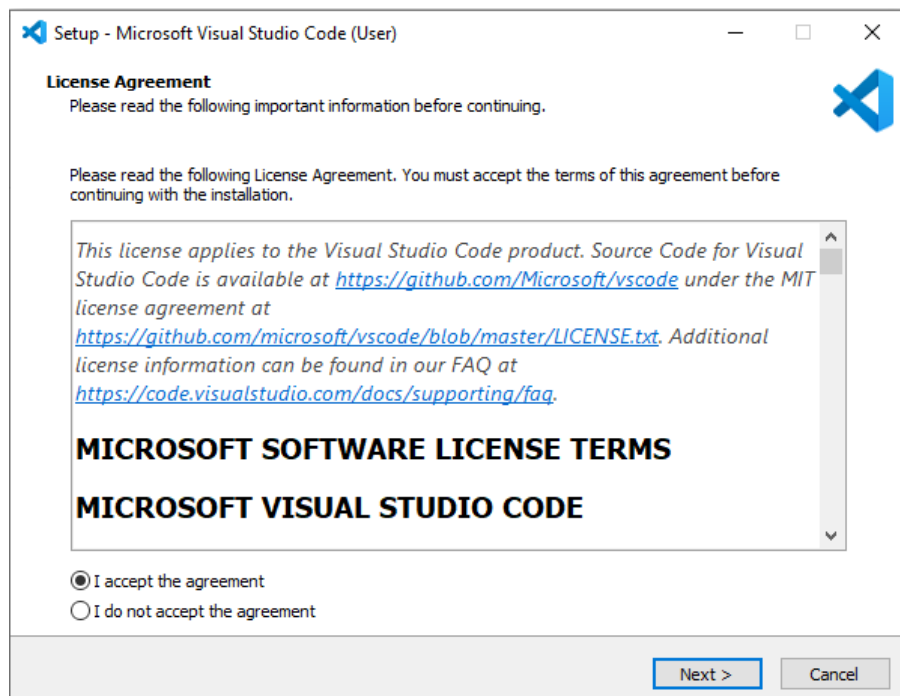 Setup - Microsoft Visual Studio Code (User)
License Agreement
Please read the following important information before continuing.
Please read the following License Agreement. You must accept the terms of this agreement before
continuing with the installation.
This license applies to the Visual Studio Code product. Source Code for Visual
Studio Code is available at https://github.com/Microsoft/vscode under the MIT
license agreement at
https://github.com/microsoft/vscode/blob/master/LICENSE.txt. Additional
license information can be found in our FAQ at
https://code.visualstudio.com/docs/supporting/faq.
MICROSOFT SOFTWARE LICENSE TERMS
MICROSOFT VISUAL STUDIO CODE
I accept the agreement
I do not accept the agreement
Next >
Cancel